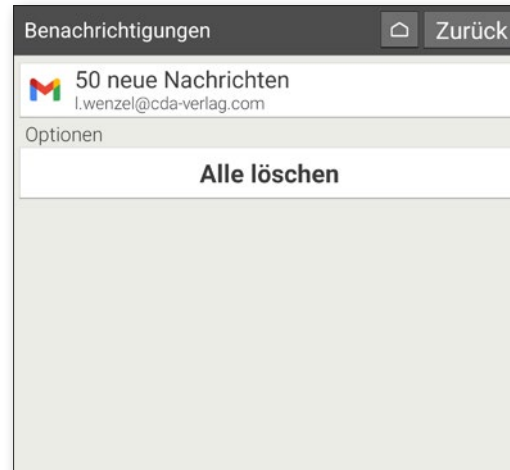 Benachrichtigungen Zurück
50 neue Nachrichten
l.wenzel@cda-verlag.com
Optionen
Alle löschen